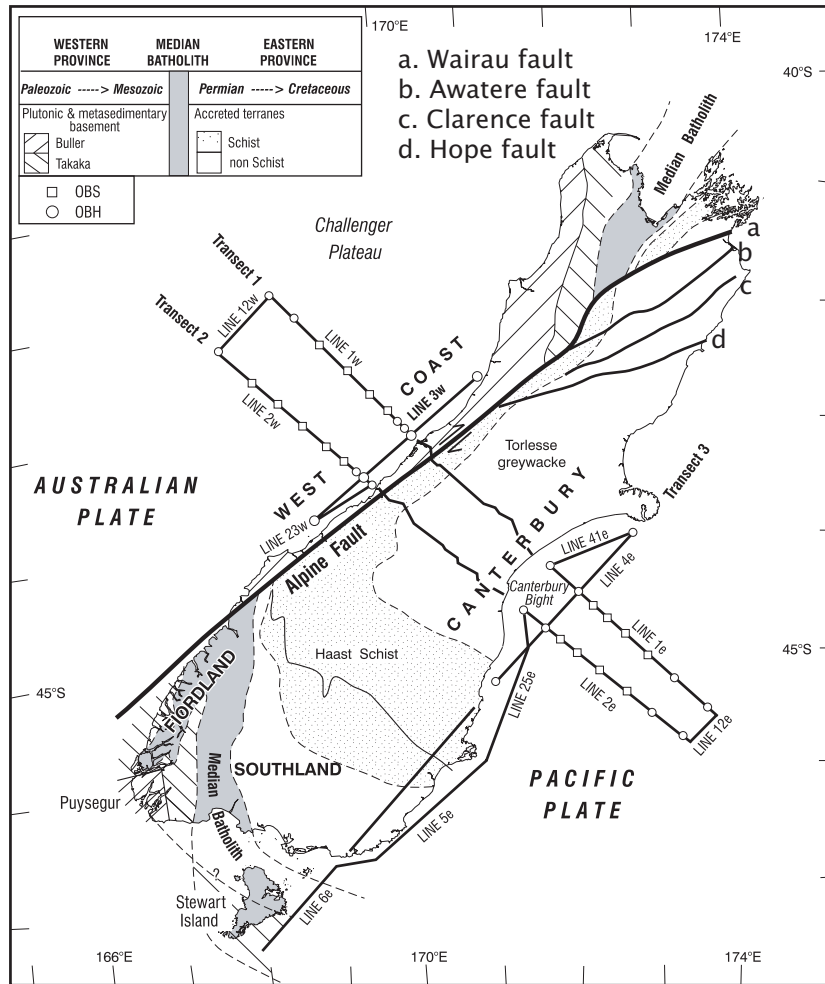 170°E
174°E
40°S
WESTERN PROVINCE
MEDIAN BATHOLITH
EASTERN PROVINCE
Paleozoic -----> Mesozoic
Permian -----> Cretaceous
Plutonic & metasedimentary basement
Buller
Takaka
Accreted terranes
Schist
non Schist
OBS
OBH
a. Wairau fault
b. Awatere fault
c. Clarence fault
d. Hope fault
Median Batholith
Challenger
Plateau
a
b
c
d
Transect 1
Transect 2
LINE 12w
LINE 1w
LINE 2w
LINE 3w
WEST COAST
LINE 23w
AUSTRALIAN
PLATE
Alpine Fault
Torlesse
greywacke
CANTERBURY
Transect 3
LINE 41e
LINE 4e
Canterbury
Bight
LINE 1e
LINE 2e
LINE 12e
LINE 25e
45°S
45°S
Haast Schist
FIORDLAND
Median
Batholith
SOUTHLAND
PACIFIC
PLATE
Puysegur
LINE 5e
?
Stewart
Island
LINE 6e
166°E
170°E
174°E